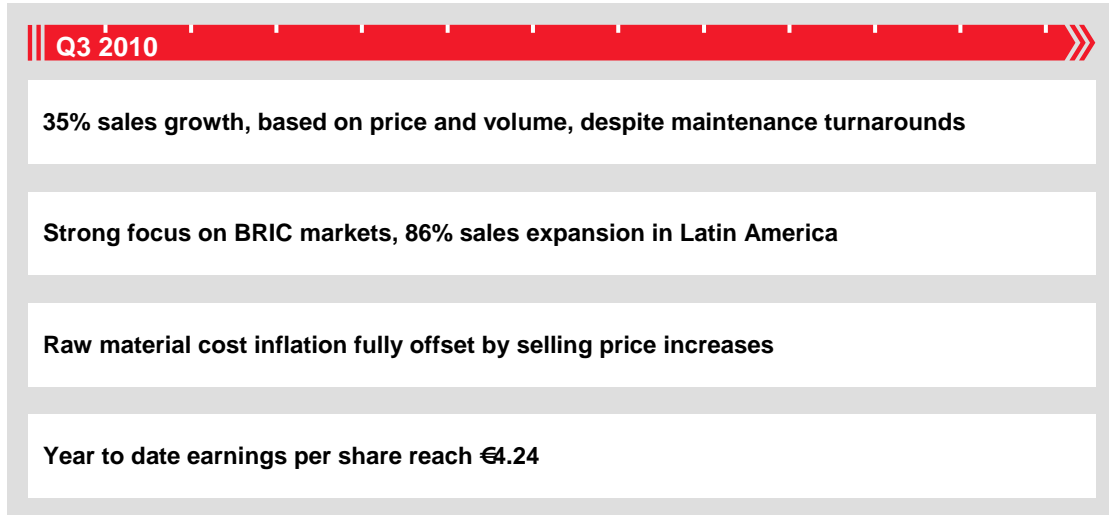 Q3 2010
35% sales growth, based on price and volume, despite maintenance turnarounds
Strong focus on BRIC markets, 86% sales expansion in Latin America
Raw material cost inflation fully offset by selling price increases
Year to date earnings per share reach €4.24